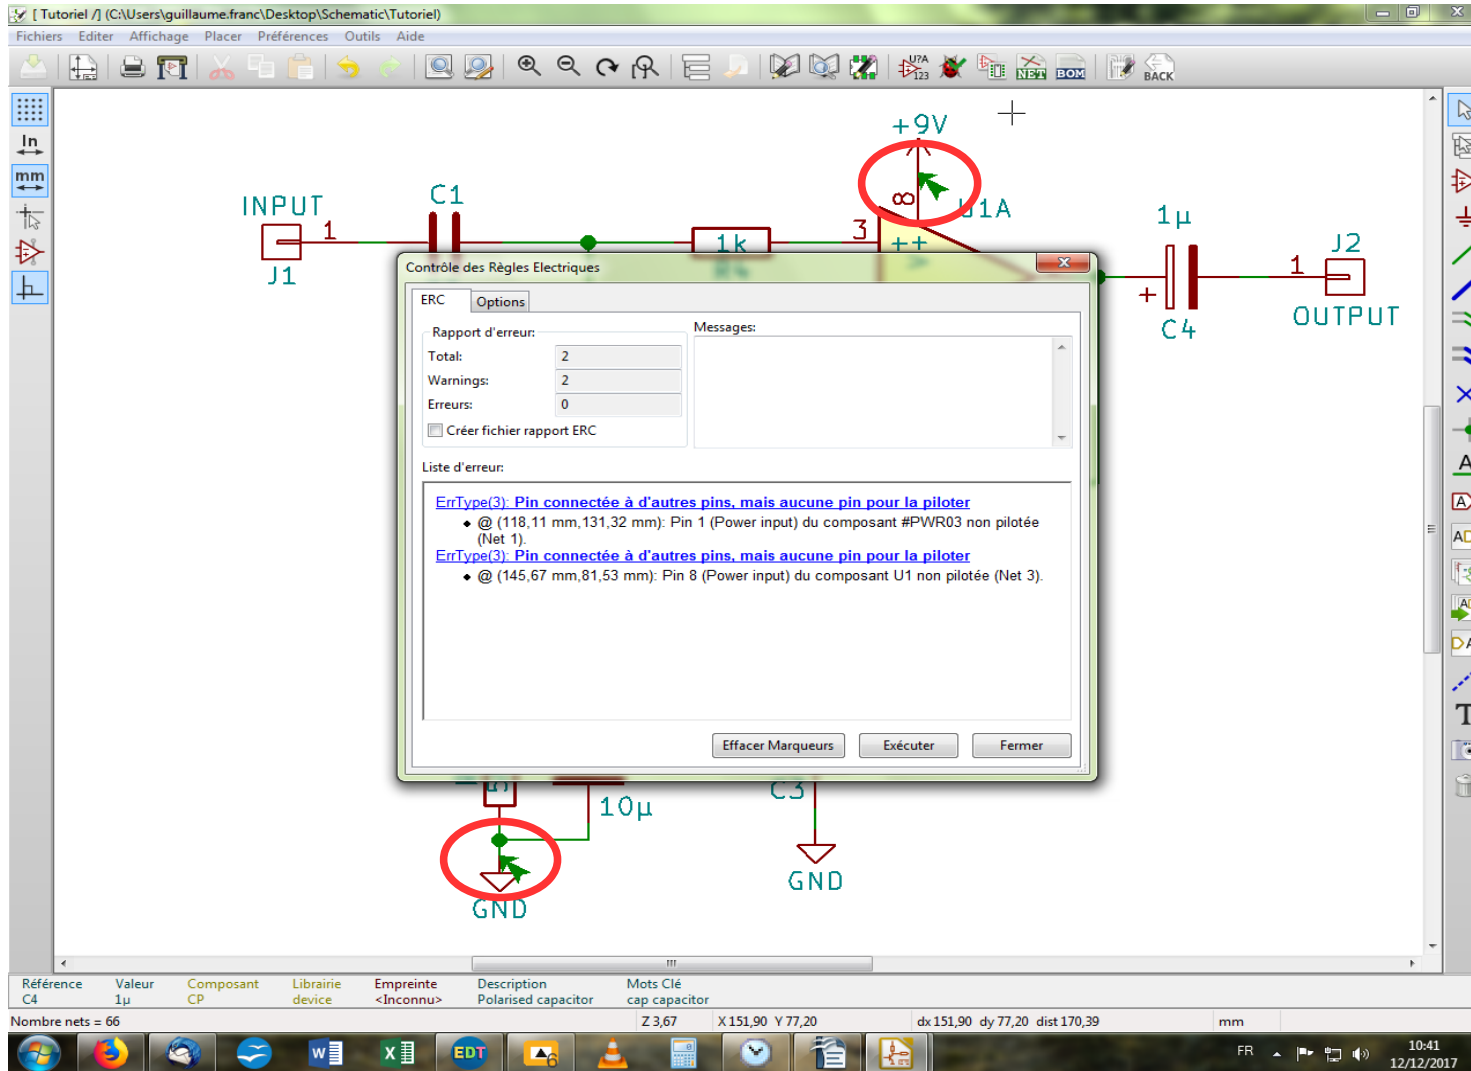 [ Tutoriel /] (C:\Users\guillaume.franc\Desktop\Schematic\Tutoriel)
Fichiers Editer Affichage Placer Préférences Outils Aide
U?A
123
NET
BOM
BACK
In
mm
+9V
INPUT
1
J1
C1
1k
3
8
U1A
++
1µ
+
C4
1
J2
OUTPUT
Contrôle des Règles Electriques
ERC Options
Rapport d'erreur:
Messages:
Total: 2
Warnings: 2
Erreurs: 0
Créer fichier rapport ERC
Liste d'erreur:
ErrType(3): Pin connectée à d'autres pins, mais aucune pin pour la piloter
@ (118,11 mm,131,32 mm): Pin 1 (Power input) du composant #PWR03 non pilotée
(Net 1).
ErrType(3): Pin connectée à d'autres pins, mais aucune pin pour la piloter
@ (145,67 mm,81,53 mm): Pin 8 (Power input) du composant U1 non pilotée (Net 3).
Effacer Marqueurs Exécuter Fermer
10µ
C3
GND
GND
Référence Valeur Composant Librairie Empreinte Description Mots Clé
C4 1µ CP device <Inconnu> Polarised capacitor cap capacitor
Nombre nets = 66 Z 3,67 X 151,90 Y 77,20 dx 151,90 dy 77,20 dist 170,39 mm
EDT
6
FR
10:41
12/12/2017